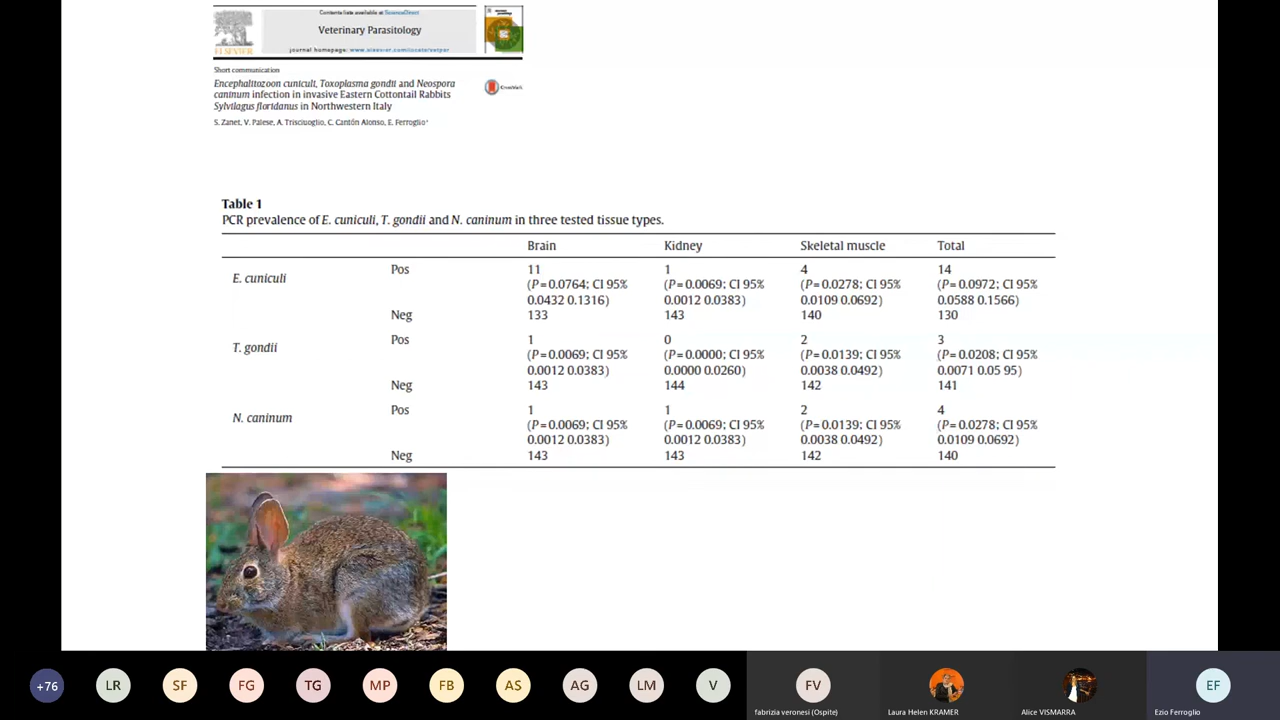 Contents lists available at ScienceDirect
Veterinary Parasitology
journal homepage: www.elsevier.com/locate/vetpar
ELSEVIER
Short communication
Encephalitozoon cuniculi, Toxoplasma gondii and Neospora
caninum infection in invasive Eastern Cottontail Rabbits
Sylvilagus floridanus in Northwestern Italy
CrossMark
S. Zanet, V. Palese, A. Trisciuoglio, C. Cantón Alonso, E. Ferroglio*
Table 1
PCR prevalence of E. cuniculi, T. gondii and N. caninum in three tested tissue types.
Brain Kidney Skeletal muscle Total
E. cuniculi Pos 11 1 4 14
(P = 0.0764; CI 95% (P = 0.0069; CI 95% (P = 0.0278; CI 95% (P = 0.0972; CI 95%
0.0432 0.1316) 0.0012 0.0383) 0.0109 0.0692) 0.0588 0.1566)
Neg 133 143 140 130
T. gondii Pos 1 0 2 3
(P = 0.0069; CI 95% (P = 0.0000; CI 95% (P = 0.0139; CI 95% (P = 0.0208; CI 95%
0.0012 0.0383) 0.0000 0.0260) 0.0038 0.0492) 0.0071 0.05 95)
Neg 143 144 142 141
N. caninum Pos 1 1 2 4
(P = 0.0069; CI 95% (P = 0.0069; CI 95% (P = 0.0139; CI 95% (P = 0.0278; CI 95%
0.0012 0.0383) 0.0012 0.0383) 0.0038 0.0492) 0.0109 0.0692)
Neg 143 143 142 140
+76 LR SF FG TG MP FB AS AG LM V FV EF
fabrizia veronesi (Ospite) Laura Helen KRAMER Alice VISMARRA Ezio Ferroglio